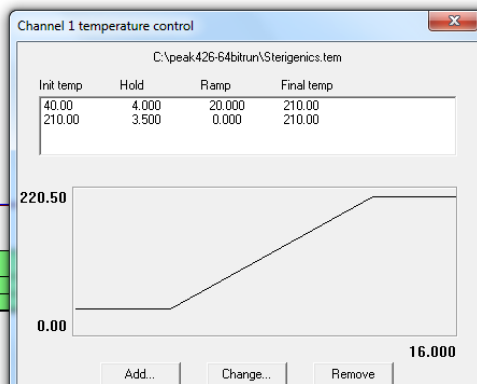 Channel 1 temperature control
C:\peak426-64bitrun\Sterigenics.tem
Init temp Hold Ramp Final temp
40.00 4.000 20.000 210.00
210.00 3.500 0.000 210.00
220.50
0.00
16.000
Add... Change... Remove